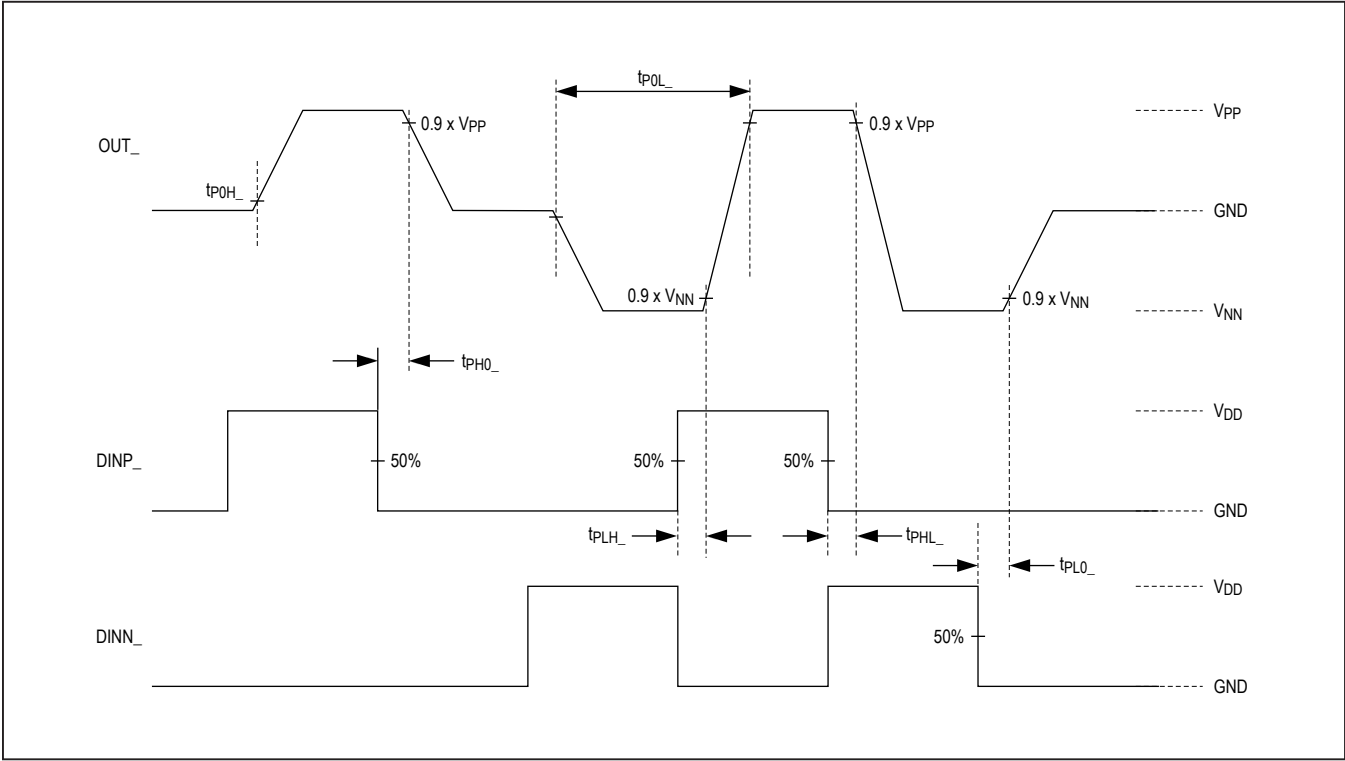 tP0L_
VPP
0.9 x VPP
0.9 x VPP
OUT_
tP0H_
GND
0.9 x VNN
0.9 x VNN
VNN
tPH0_
VDD
DINP_
50%
50%
50%
GND
tPLH_
tPHL_
tPL0_
VDD
DINN_
50%
GND